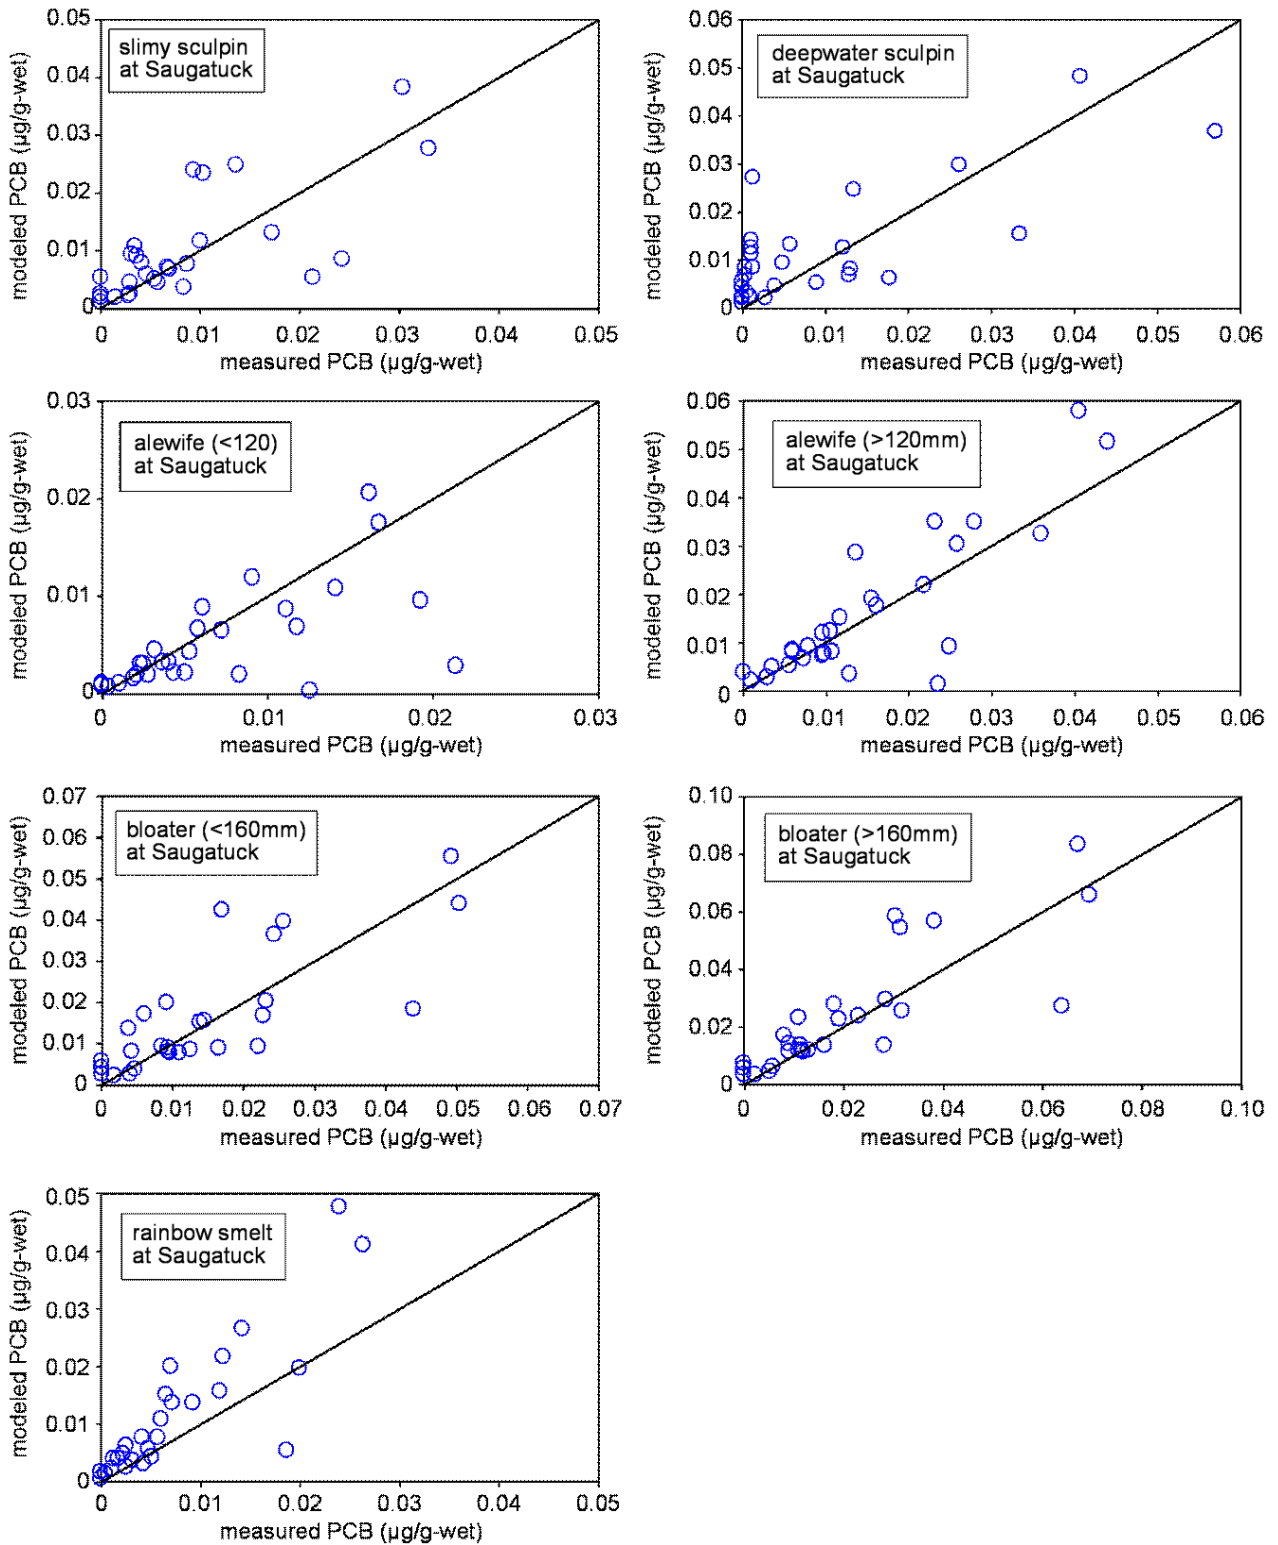 0.05
0.04
0.03
0.02
0.01
0
modeled PCB (µg/g-wet)
slimy sculpin
at Saugatuck
0 0.01 0.02 0.03 0.04 0.05
measured PCB (µg/g-wet)
0.06
0.05
0.04
0.03
0.02
0.01
0
modeled PCB (µg/g-wet)
deepwater sculpin
at Saugatuck
0 0.01 0.02 0.03 0.04 0.05 0.06
measured PCB (µg/g-wet)
0.03
0.02
0.01
0
modeled PCB (µg/g-wet)
alewife (<120)
at Saugatuck
0 0.01 0.02 0.03
measured PCB (µg/g-wet)
0.06
0.05
0.04
0.03
0.02
0.01
0
modeled PCB (µg/g-wet)
alewife (>120mm)
at Saugatuck
0 0.01 0.02 0.03 0.04 0.05 0.06
measured PCB (µg/g-wet)
0.07
0.06
0.05
0.04
0.03
0.02
0.01
0
modeled PCB (µg/g-wet)
bloater (<160mm)
at Saugatuck
0 0.01 0.02 0.03 0.04 0.05 0.06 0.07
measured PCB (µg/g-wet)
0.10
0.08
0.06
0.04
0.02
0
modeled PCB (µg/g-wet)
bloater (>160mm)
at Saugatuck
0 0.02 0.04 0.06 0.08 0.10
measured PCB (µg/g-wet)
0.05
0.04
0.03
0.02
0.01
0
modeled PCB (µg/g-wet)
rainbow smelt
at Saugatuck
0 0.01 0.02 0.03 0.04 0.05
measured PCB (µg/g-wet)